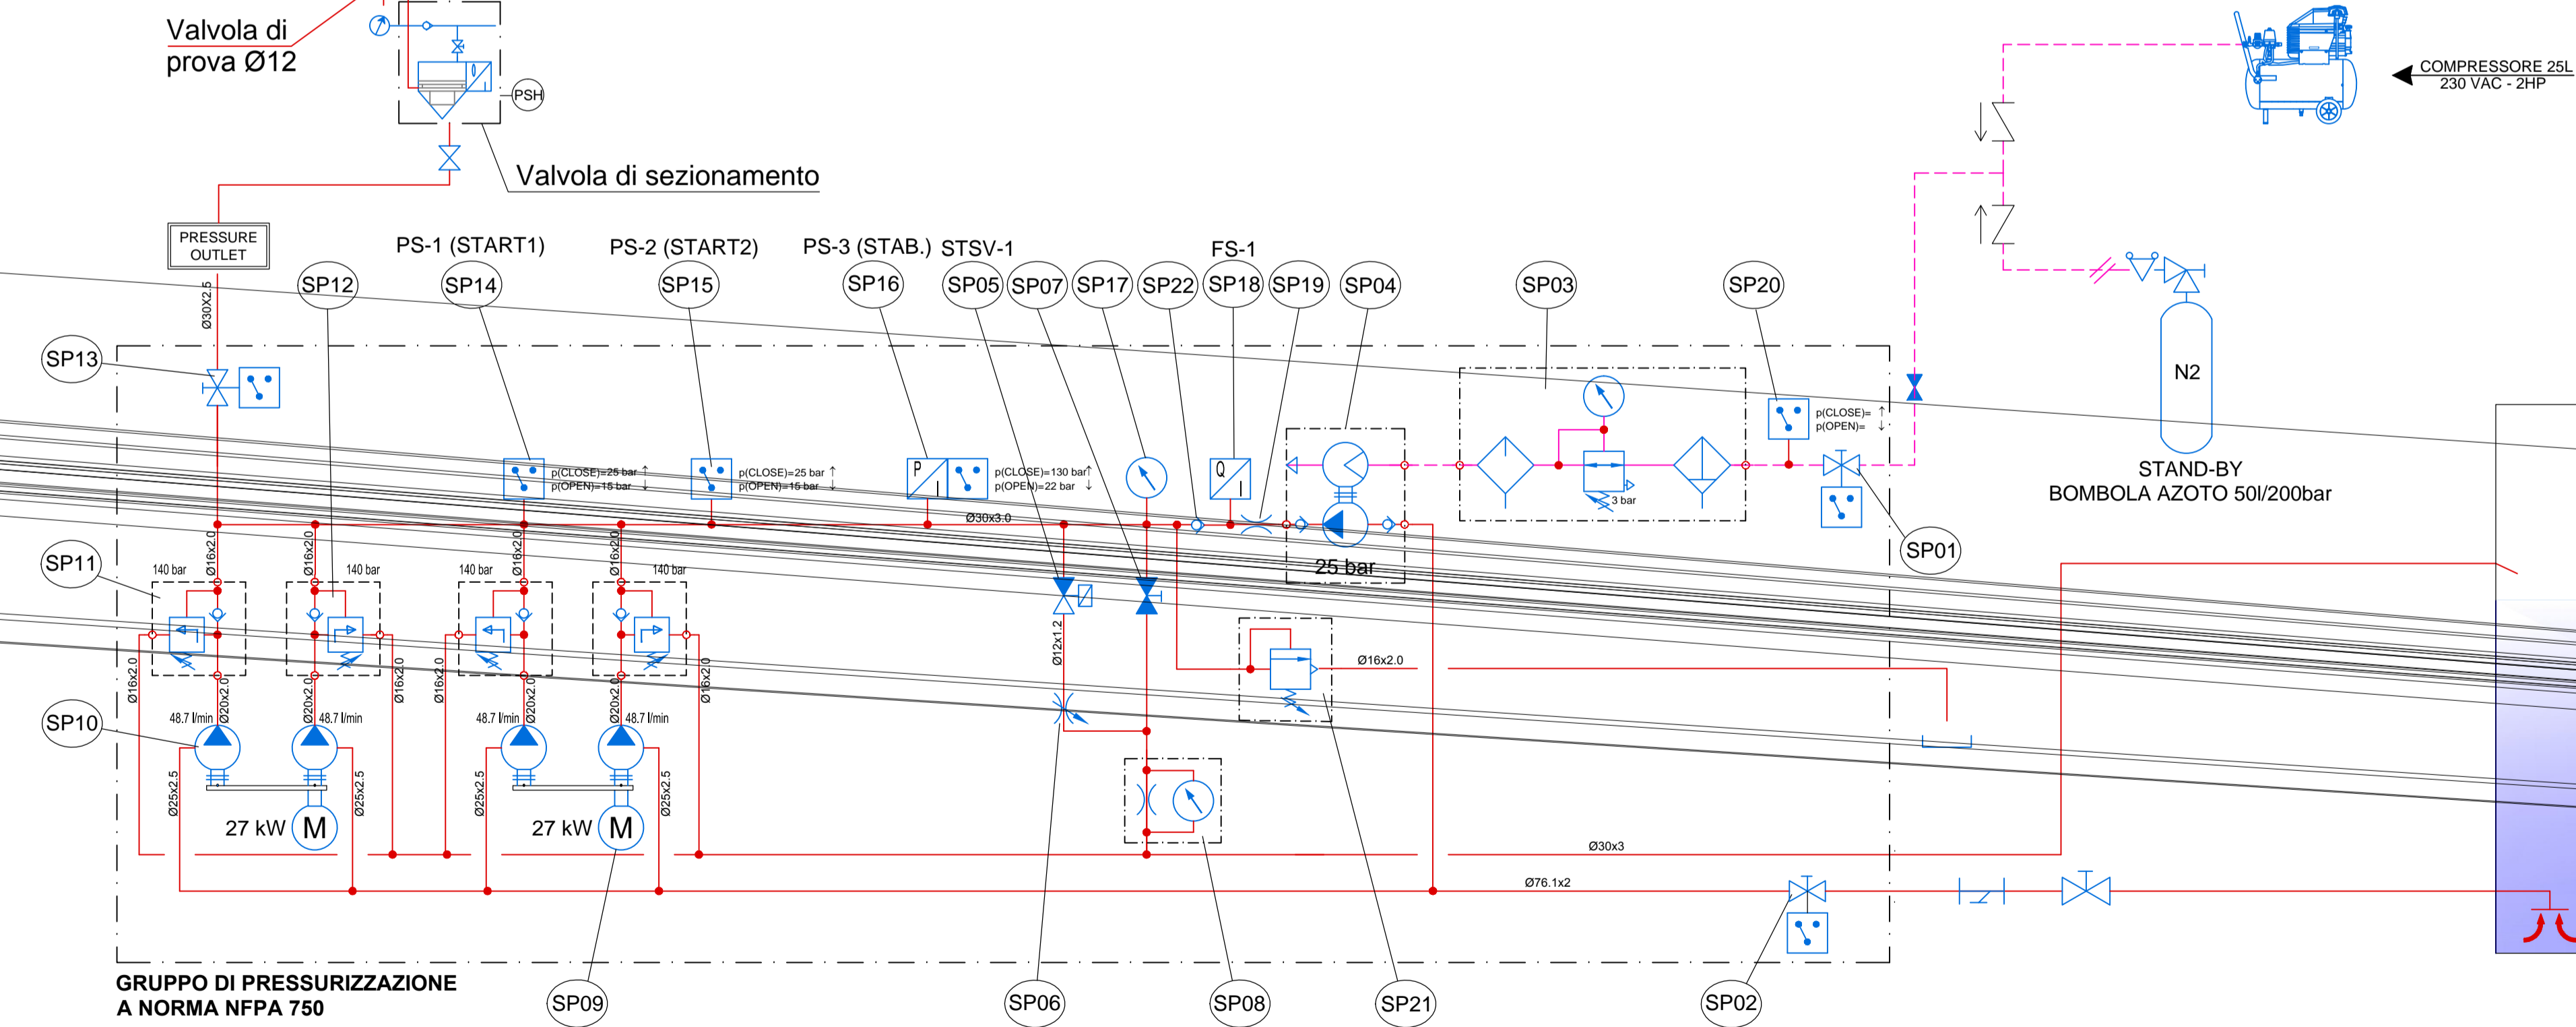 Valvola di
prova Ø12
PSH
Valvola di sezionamento
COMPRESSORE 25L
230 VAC - 2HP
PRESSURE
OUTLET
PS-1 (START1)
PS-2 (START2)
PS-3 (STAB.)
STSV-1
FS-1
SP12
SP14
SP15
SP16
SP05
SP07
SP17
SP22
SP18
SP19
SP04
SP03
SP20
Ø30X2.5
SP13
N2
STAND-BY
BOMBOLA AZOTO 50l/200bar
p(CLOSE)= ↑
p(OPEN)= ↓
p(CLOSE)=25 bar ↑
p(OPEN)=15 bar ↓
p(CLOSE)=25 bar ↑
p(OPEN)=15 bar ↓
P
I
p(CLOSE)=130 bar↑
p(OPEN)=22 bar ↓
Q
I
3 bar
Ø30x3.0
SP01
SP11
Ø16x2.0
Ø16x2.0
Ø16x2.0
Ø16x2.0
140 bar
140 bar
140 bar
140 bar
25 bar
Ø12x1.2
Ø16x2.0
Ø16x2.0
Ø16x2.0
Ø16x2.0
Ø16x2.0
SP10
48.7 l/min
48.7 l/min
48.7 l/min
48.7 l/min
Ø20x2.0
Ø20x2.0
Ø20x2.0
Ø20x2.0
Ø25x2.5
Ø25x2.5
Ø25x2.5
Ø25x2.5
27 kW
M
27 kW
M
Ø30x3
Ø76.1x2
GRUPPO DI PRESSURIZZAZIONE
A NORMA NFPA 750
SP09
SP06
SP08
SP21
SP02